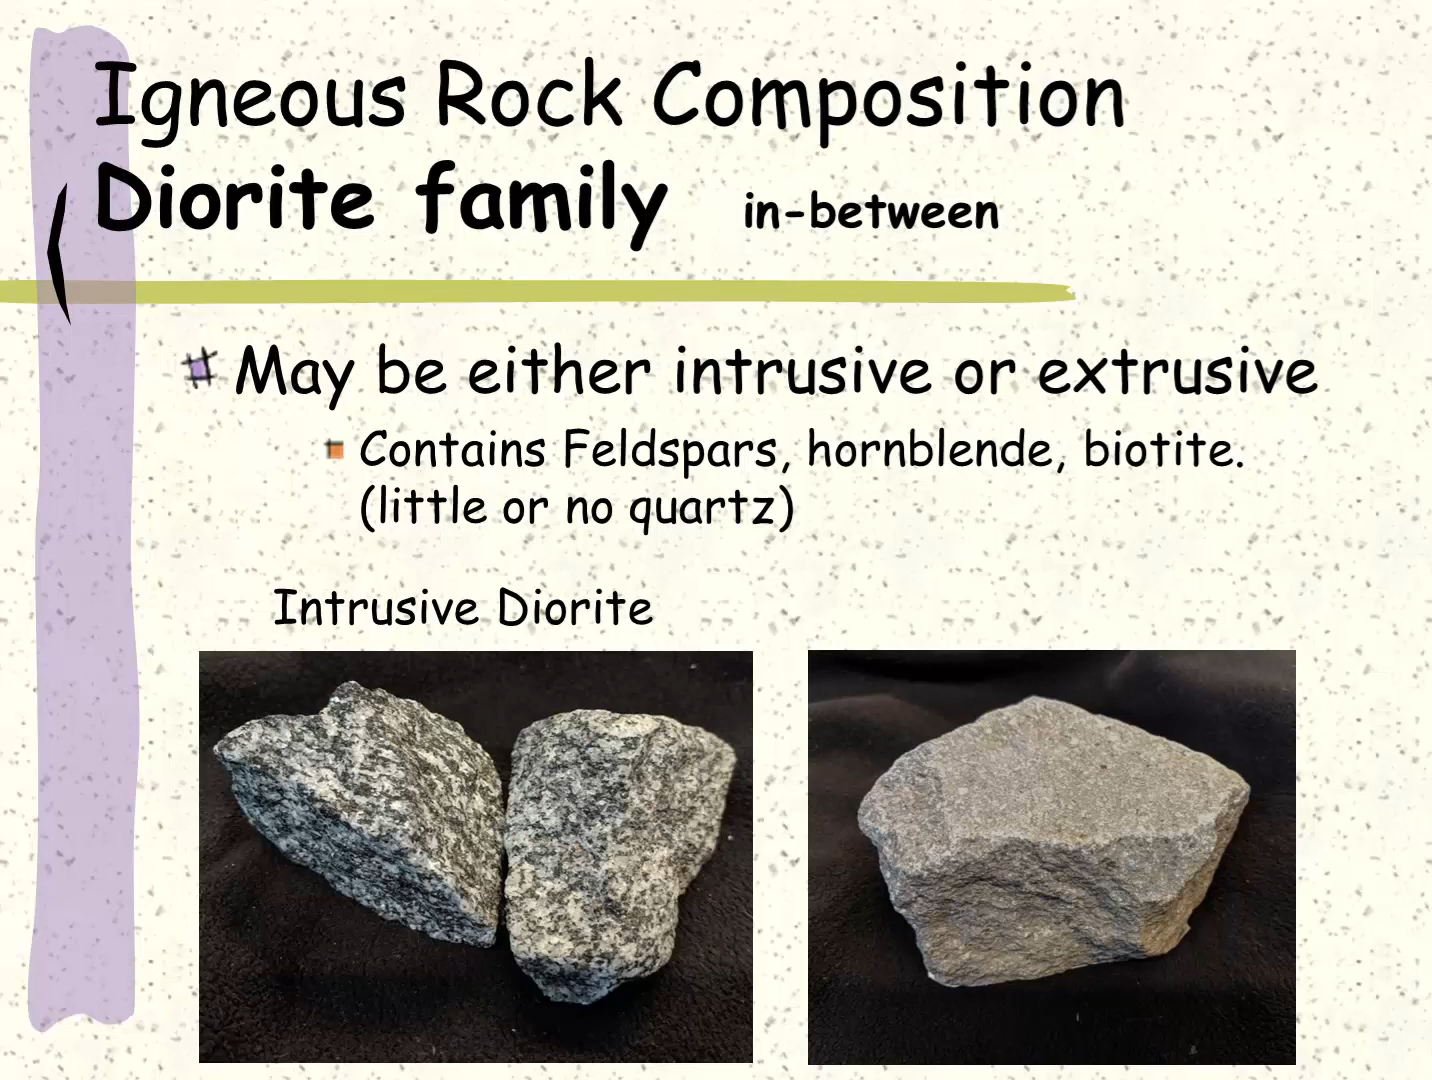 Igneous Rock Composition
Diorite family in-between
May be either intrusive or extrusive
Contains Feldspars, hornblende, biotite.
(little or no quartz)
Intrusive Diorite